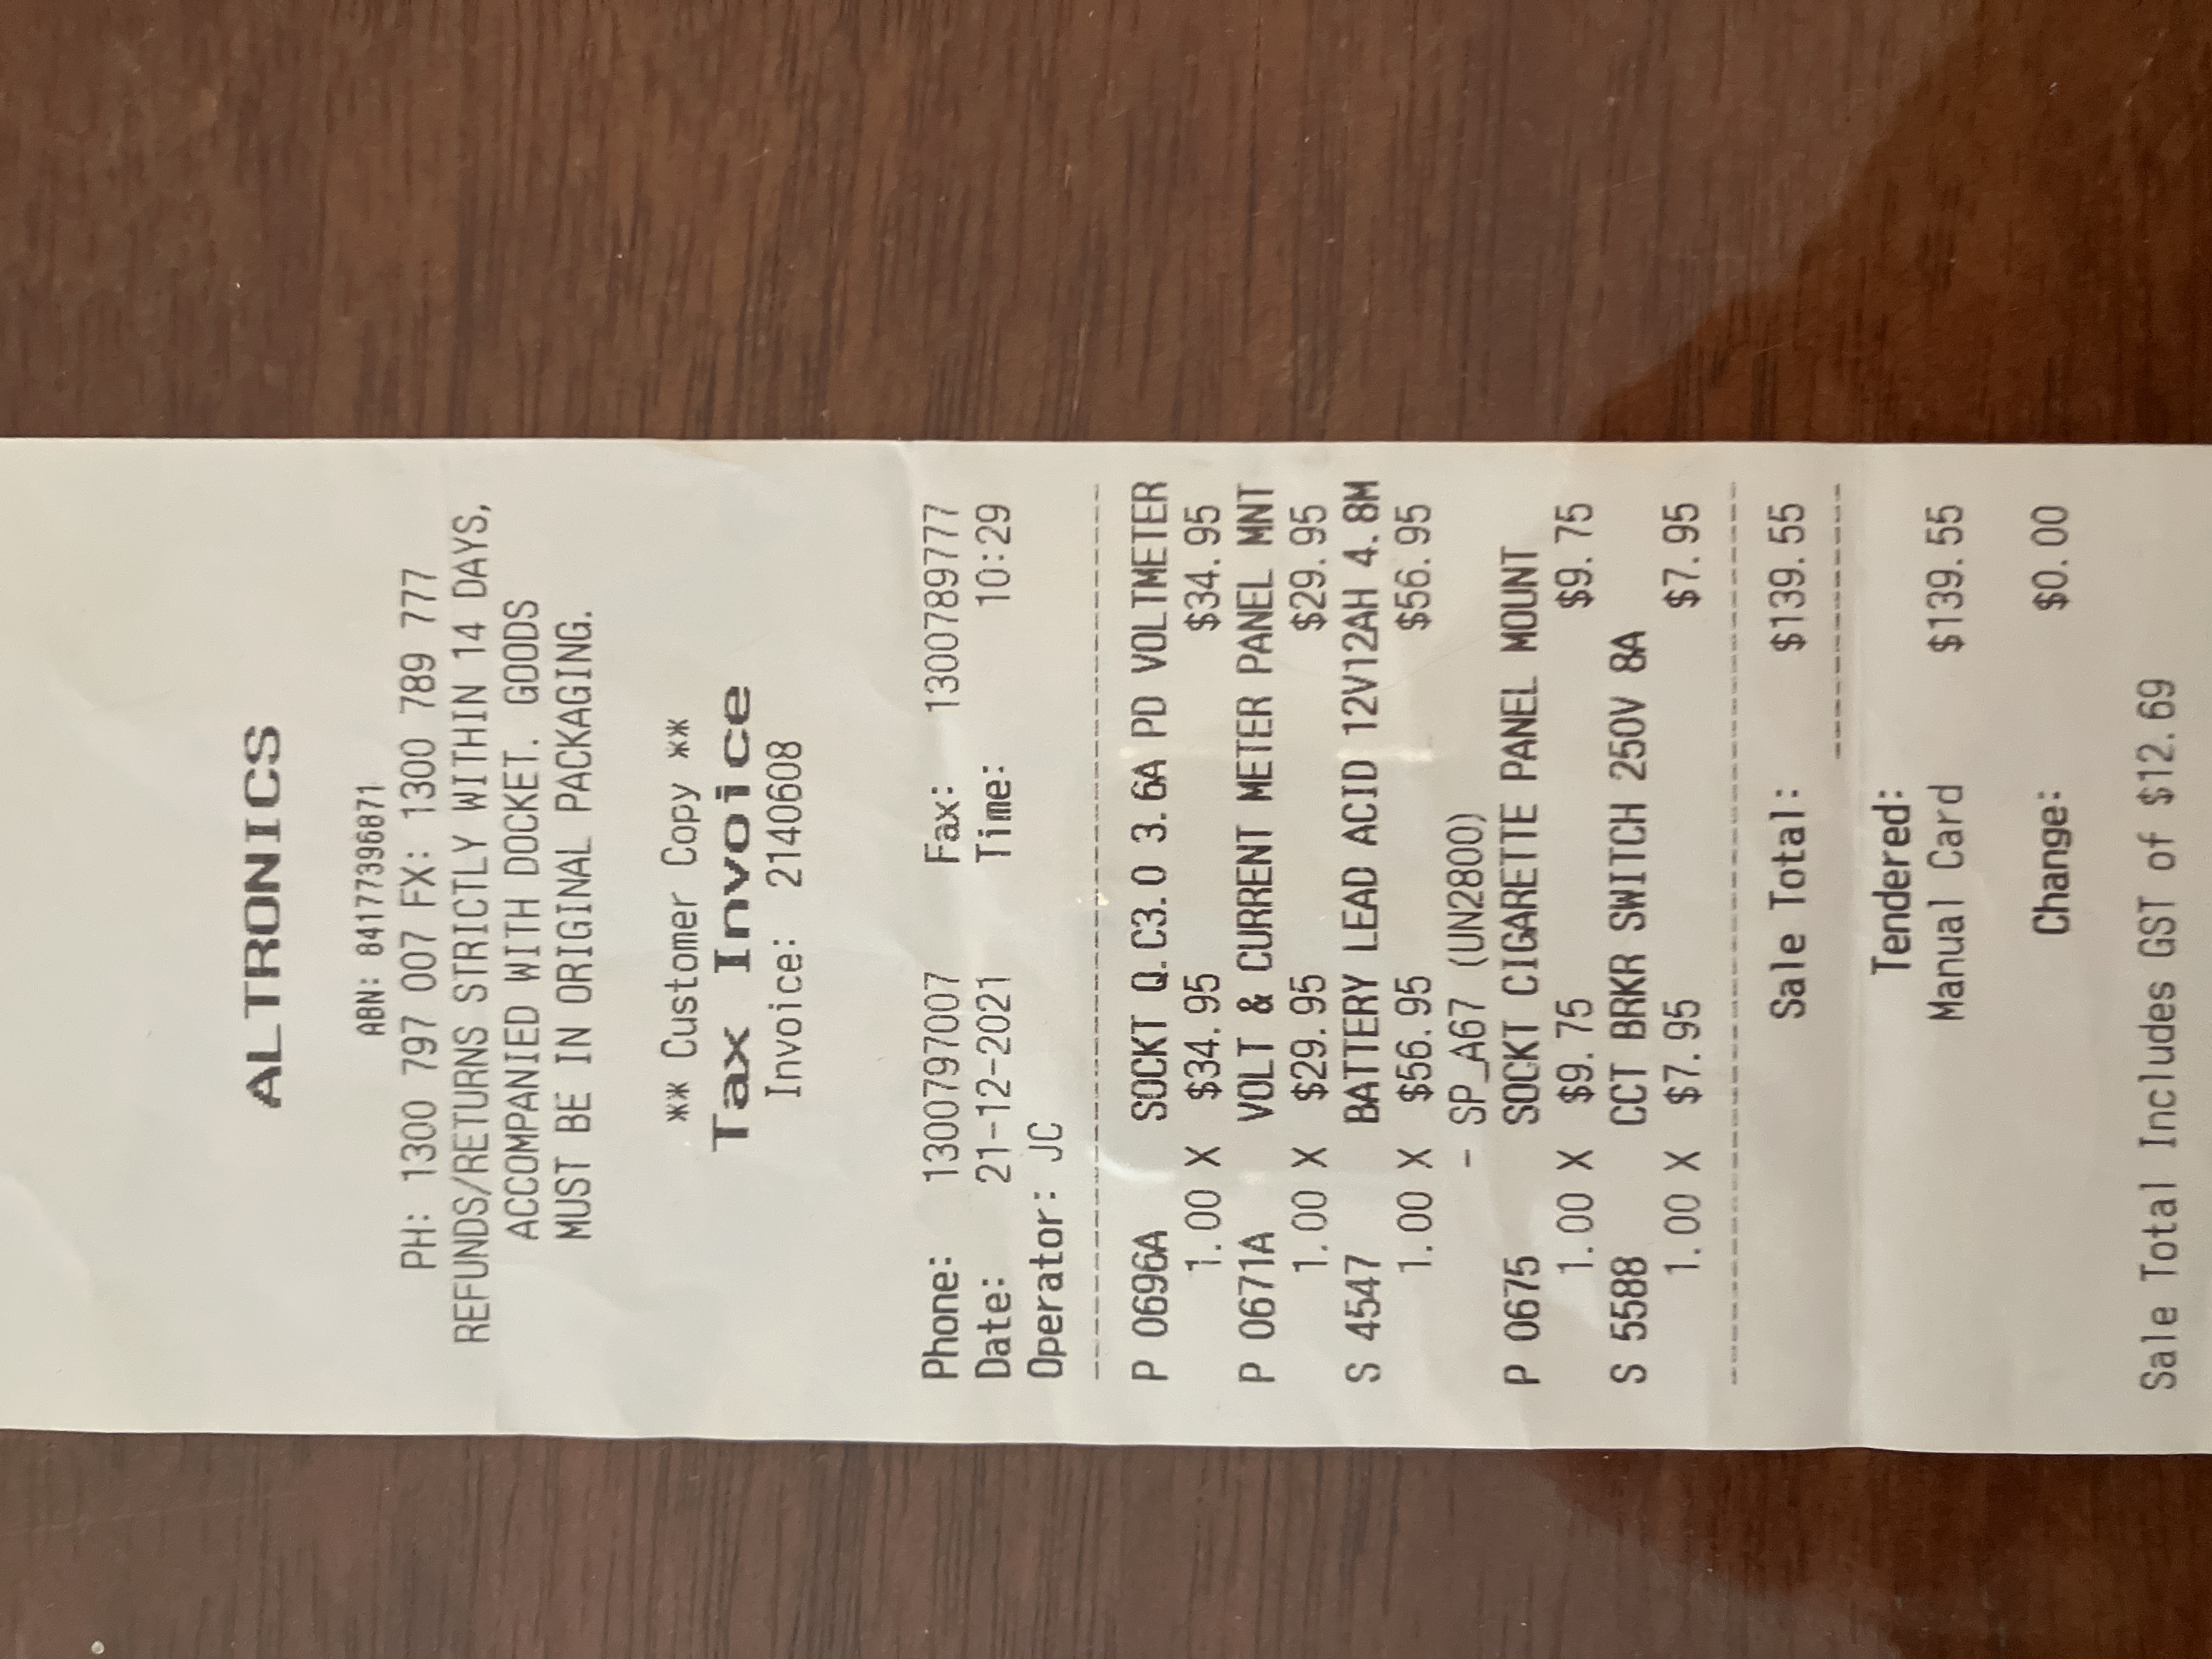 ALTRONICS
ABN: 84177396871
PH: 1300 797 007 FX: 1300 789 777
REFUNDS/RETURNS STRICTLY WITHIN 14 DAYS,
ACCOMPANIED WITH DOCKET. GOODS
MUST BE IN ORIGINAL PACKAGING.
** Customer Copy **
Tax Invoice
Invoice: 2140608
Phone: 1300797007 Fax: 1300789777
Date: 21-12-2021 Time: 10:29
Operator: JC
P 0696A SOCKT Q.C3.0 3.6A PD VOLTMETER
1.00 X $34.95 $34.95
P 0671A VOLT & CURRENT METER PANEL MNT
1.00 X $29.95 $29.95
S 4547 BATTERY LEAD ACID 12V12AH 4.8M
1.00 X $56.95 $56.95
- SP_A67 (UN2800)
P 0675 SOCKT CIGARETTE PANEL MOUNT
1.00 X $9.75 $9.75
S 5588 CCT BRKR SWITCH 250V 8A
1.00 X $7.95 $7.95
Sale Total: $139.55
Tendered:
Manual Card $139.55
Change: $0.00
Sale Total Includes GST of $12.69